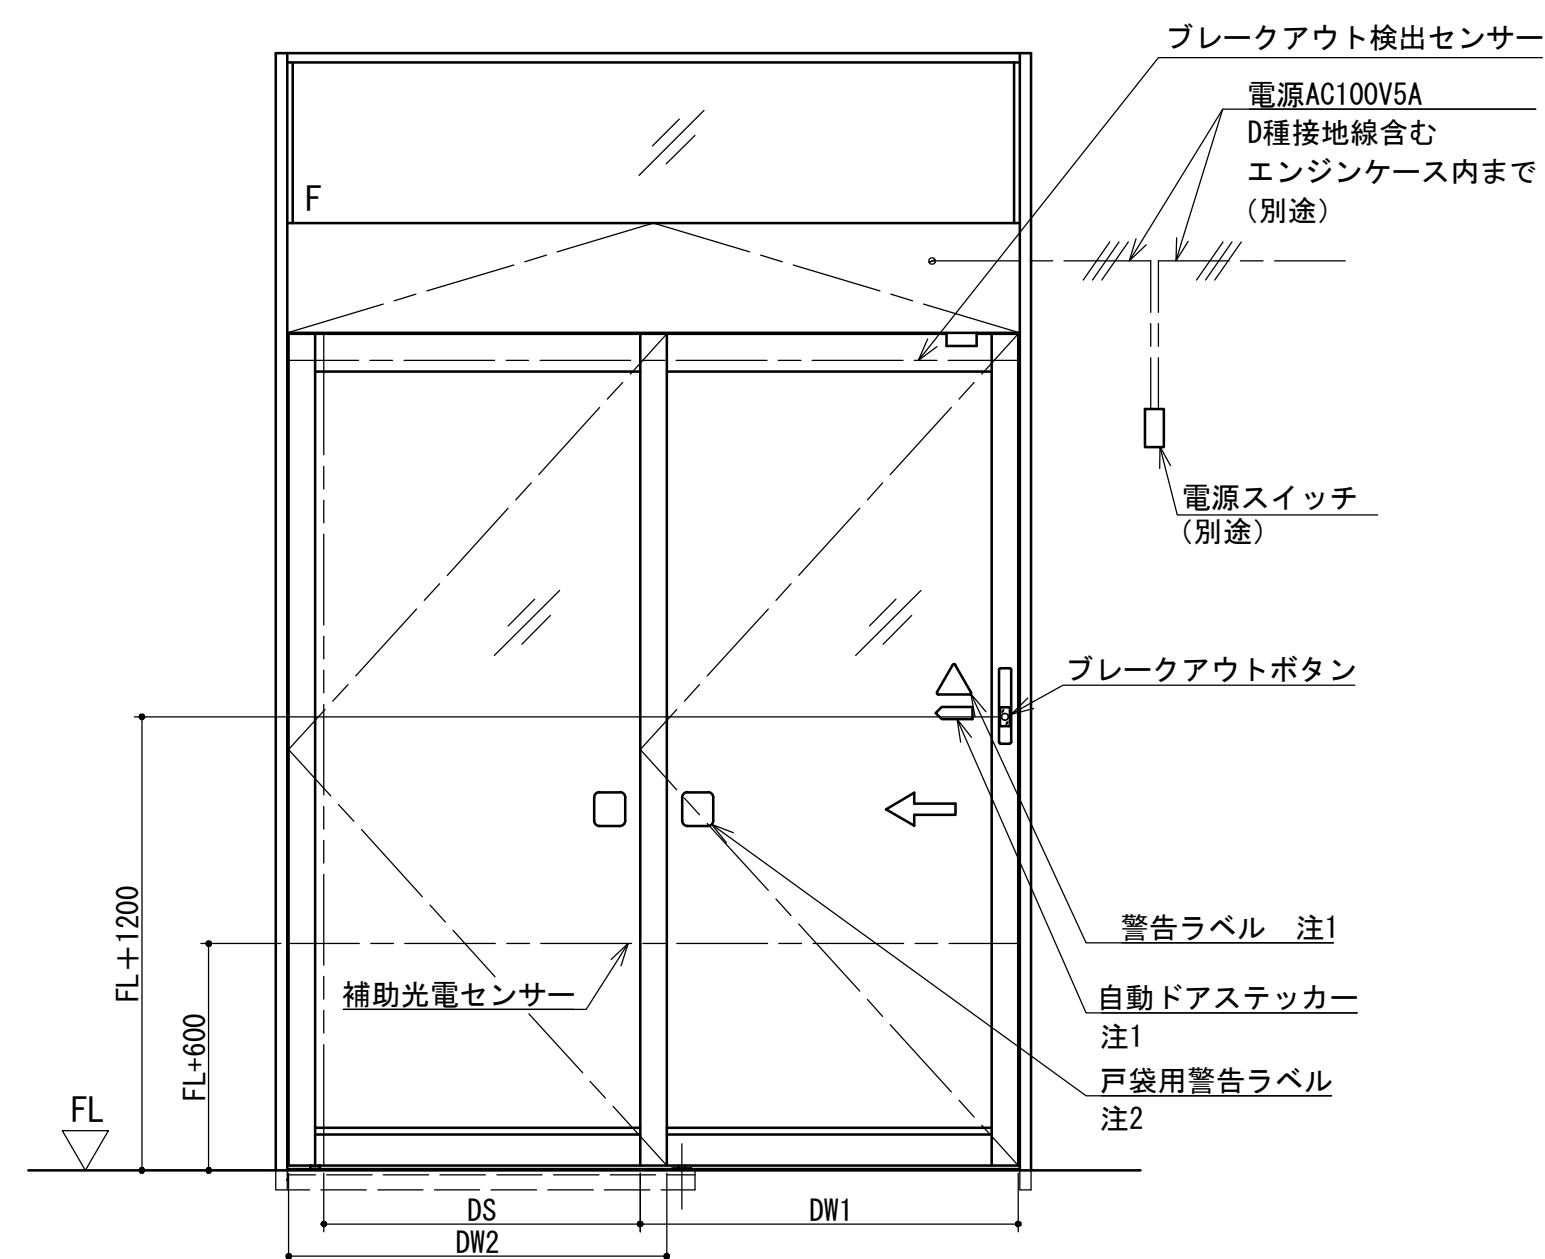 ブレークアウト検出センサー
電源AC100V5A
D種接地線含む
エンジンケース内まで
(別途)
F
電源スイッチ
(別途)
ブレークアウトボタン
FL+1200
警告ラベル 注1
補助光電センサー
自動ドアステッカー
注1
FL+600
戸袋用警告ラベル
注2
FL
DS
DW1
DW2